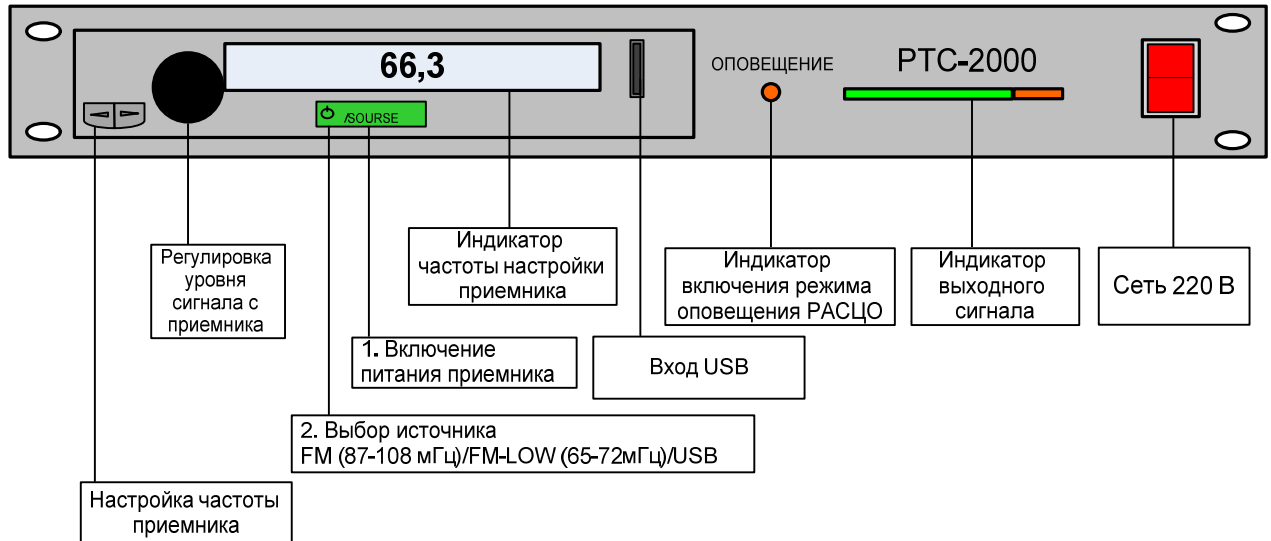 66,3
/SOURSE
ОПОВЕЩЕНИЕ
РТС-2000
Регулировка
уровня
сигнала с
приемника
Индикатор
частоты настройки
приемника
1. Включение
питания приемника
2. Выбор источника
FM (87-108 мГц)/FM-LOW (65-72мГц)/USB
Настройка частоты
приемника
Вход USB
Индикатор
включения режима
оповещения РАСЦО
Индикатор
выходного
сигнала
Сеть 220 В